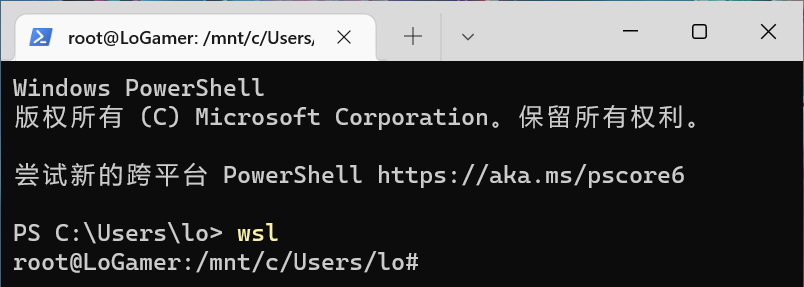 root@LoGamer: /mnt/c/Users/
Windows PowerShell
版权所有 (C) Microsoft Corporation。保留所有权利。
尝试新的跨平台 PowerShell https://aka.ms/pscore6
PS C:\Users\lo> wsl
root@LoGamer:/mnt/c/Users/lo#